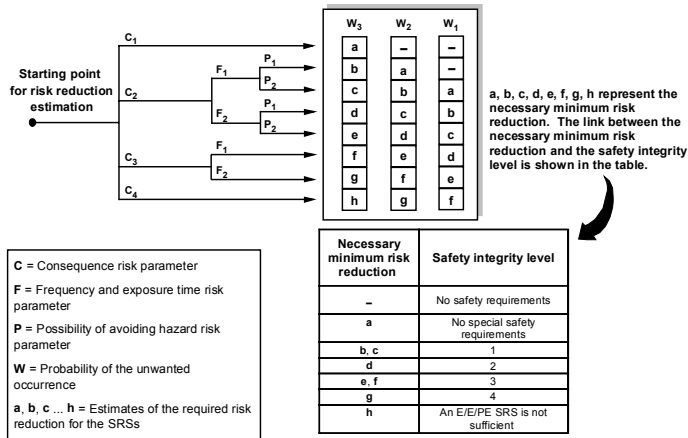 W3 W2 W1
C1
a – –
Starting point
for risk reduction
estimation
C2
F1
P1
b a –
P2
c b a
F2
P1
d c b
P2
e d c
C3
F1
f e d
F2
g f e
C4
h g f
a, b, c, d, e, f, g, h represent the
necessary minimum risk
reduction. The link between the
necessary minimum risk
reduction and the safety integrity
level is shown in the table.
C = Consequence risk parameter
F = Frequency and exposure time risk
parameter
P = Possibility of avoiding hazard risk
parameter
W = Probability of the unwanted
occurrence
a, b, c ... h = Estimates of the required risk
reduction for the SRSs
Necessary
minimum risk
reduction
Safety integrity level
– No safety requirements
a No special safety
requirements
b, c 1
d 2
e, f 3
g 4
h An E/E/PE SRS is not
sufficient